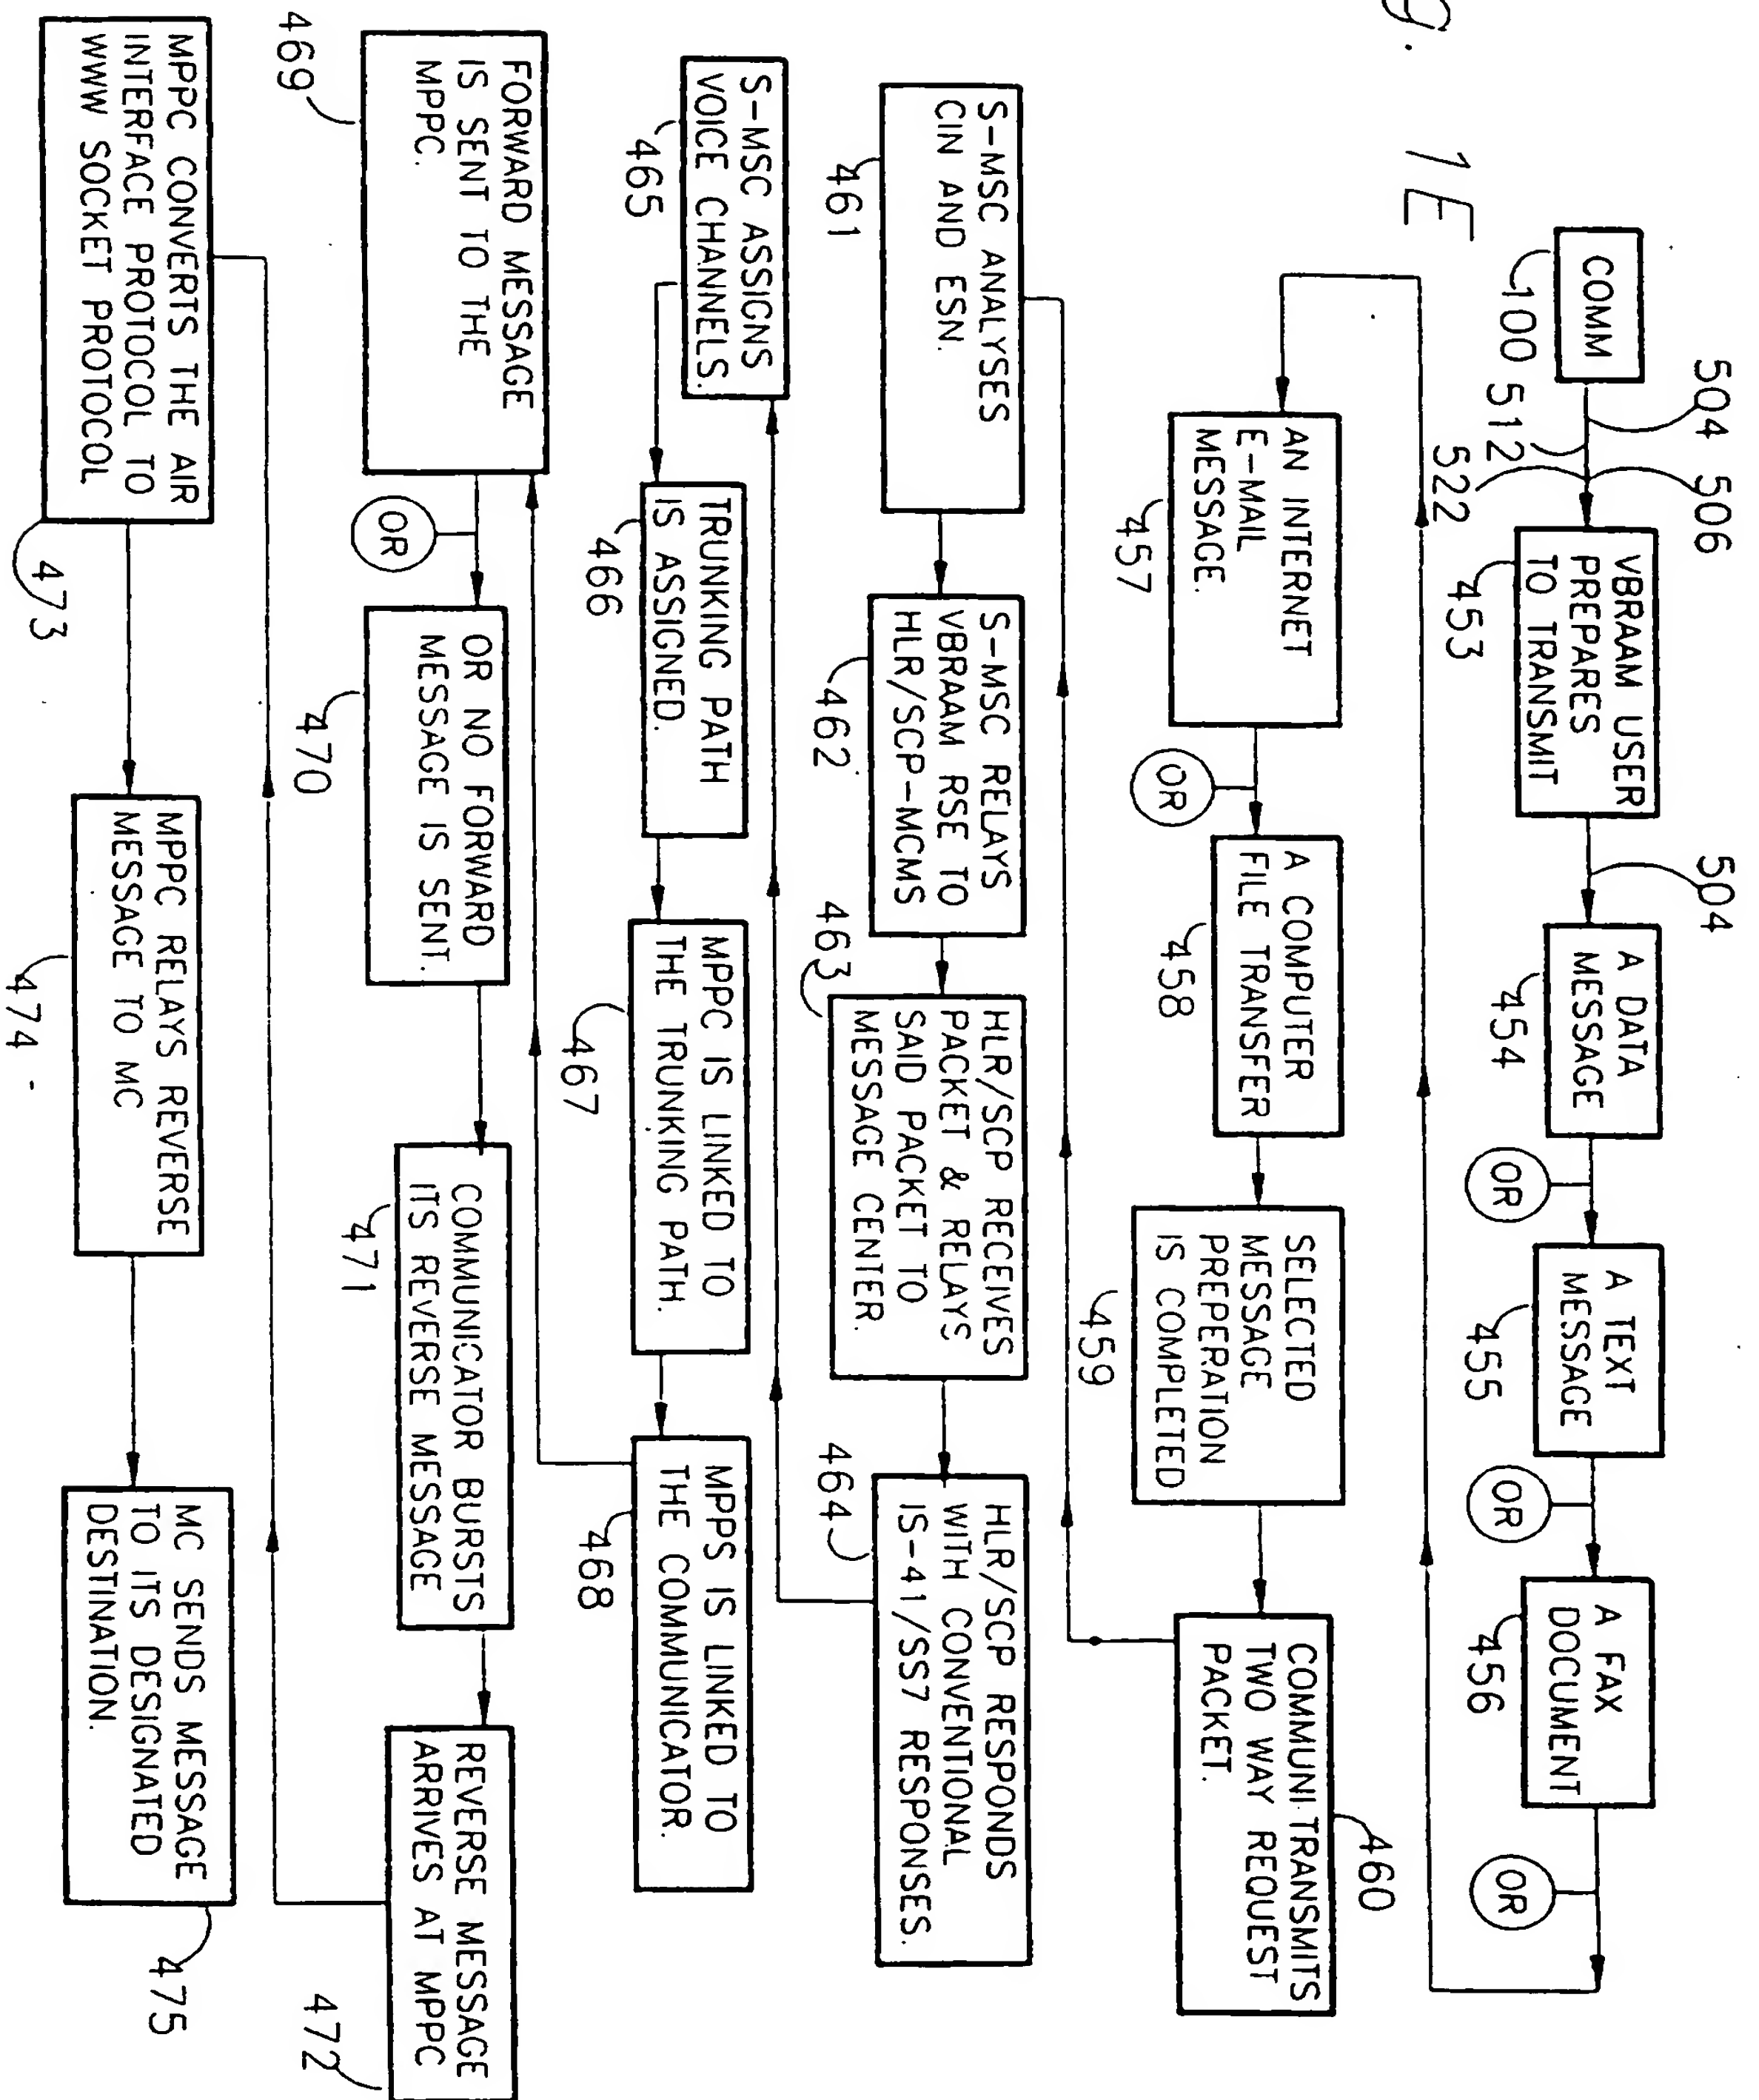 g. 1E
COMM
100
504
512
506
522
VBRAAM USER
PREPARES
TO TRANSMIT
453
504
A DATA
MESSAGE
454
OR
A TEXT
MESSAGE
455
OR
A FAX
DOCUMENT
456
OR
AN INTERNET
E-MAIL
MESSAGE.
457
OR
A COMPUTER
FILE TRANSFER
458
SELECTED
MESSAGE
PREPERATION
IS COMPLETED
459
COMMUNI·TRANSMITS
TWO WAY REQUEST
PACKET.
460
S-MSC ANALYSES
CIN AND ESN.
461
S-MSC RELAYS
VBRAAM RSE TO
HLR/SCP-MCMS
462
HLR/SCP RECEIVES
PACKET & RELAYS
SAID PACKET TO
MESSAGE CENTER.
463
HLR/SCP RESPONDS
WITH CONVENTIONAL
IS-41/SS7 RESPONSES.
464
S-MSC ASSIGNS
VOICE CHANNELS.
465
TRUNKING PATH
IS ASSIGNED.
466
MPPC IS LINKED TO
THE TRUNKING PATH.
467
MPPS IS LINKED TO
THE COMMUNICATOR.
468
FORWARD MESSAGE
IS SENT TO THE
MPPC.
469
OR
OR NO FORWARD
MESSAGE IS SENT.
470
COMMUNICATOR BURSTS
ITS REVERSE MESSAGE
471
REVERSE MESSAGE
ARRIVES AT MPPC
472
MPPC CONVERTS THE AIR
INTERFACE PROTOCOL TO
WWW SOCKET PROTOCOL
473
MPPC RELAYS REVERSE
MESSAGE TO MC
474
MC SENDS MESSAGE
TO ITS DESIGNATED
DESTINATION.
475